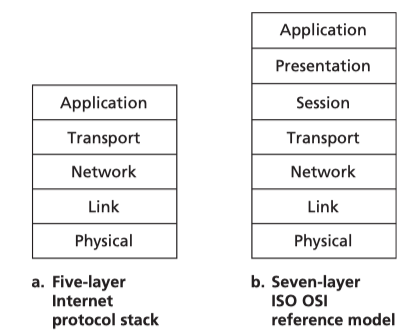 Application
Transport
Network
Link
Physical
a. Five-layer
Internet
protocol stack
Application
Presentation
Session
Transport
Network
Link
Physical
b. Seven-layer
ISO OSI
reference model